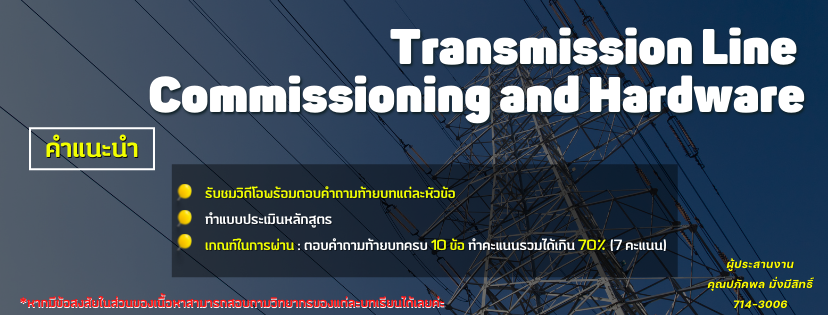 Transmission Line
Commissioning and Hardware
คำแนะนำ
รับชมวิดีโอพร้อมตอบคำถามท้ายบทแต่ละหัวข้อ
ทำแบบประเมินหลักสูตร
เกณฑ์ในการผ่าน : ตอบคำถามท้ายบทครบ 10 ข้อ ทำคะแนนรวมได้เกิน 70% (7 คะแนน)
ผู้ประสานงาน
คุณปภัคพล มั่งมีสิทธิ์
714-3006
*หากมีข้อสงสัยในส่วนของเนื้อหาสามารถสอบถามวิทยากรของแต่ละบทเรียนได้เลยค่ะ